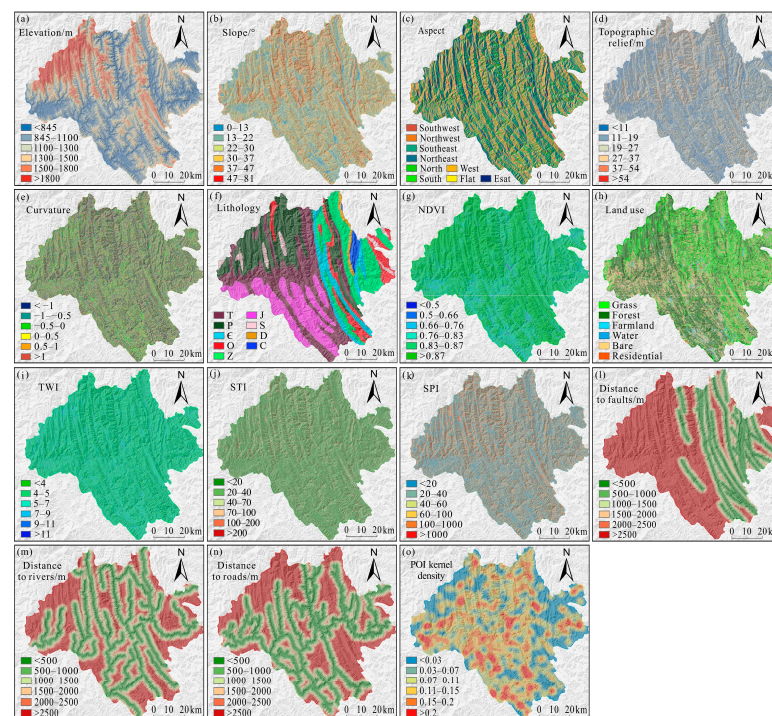 (a)
N
Elevation/m
<845
845–1100
1100–1300
1300–1500
1500–1800
>1800
0 10 20km
(b)
N
Slope/°
0–13
13–22
22–30
30–37
37–47
47–81
0 10 20km
(c)
N
Aspect
Southwest
Northwest
Southeast
Northeast
North West
South Flat Esat
0 10 20km
(d)
N
Topographic
relief/m
<11
11–19
19–27
27–37
37–54
>54
0 10 20km
(e)
N
Curvature
< −1
−1–−0.5
−0.5–0
0–0.5
0.5–1
>1
0 10 20km
(f)
N
Lithology
T J
P S
Є D
O C
Z
0 10 20km
(g)
N
NDVI
<0.5
0.5–0.66
0.66–0.76
0.76–0.83
0.83–0.87
>0.87
0 10 20km
(h)
N
Land use
Grass
Forest
Farmland
Water
Bare
Residential
0 10 20km
(i)
N
TWI
<4
4–5
5–7
7–9
9–11
>11
0 10 20km
(j)
N
STI
<20
20–40
40–70
70–100
100–200
>200
0 10 20km
(k)
N
SPI
<20
20–40
40–60
60–100
100–1000
>1000
0 10 20km
(l)
N
Distance
to faults/m
<500
500–1000
1000–1500
1500–2000
2000–2500
>2500
0 10 20km
(m)
N
Distance
to rivers/m
<500
500–1000
1000–1500
1500–2000
2000–2500
>2500
0 10 20km
(n)
N
Distance
to roads/m
<500
500–1000
1000–1500
1500–2000
2000–2500
>2500
0 10 20km
(o)
N
POI kernel
density
<0.03
0.03–0.07
0.07–0.11
0.11–0.15
0.15–0.2
>0.2
0 10 20km